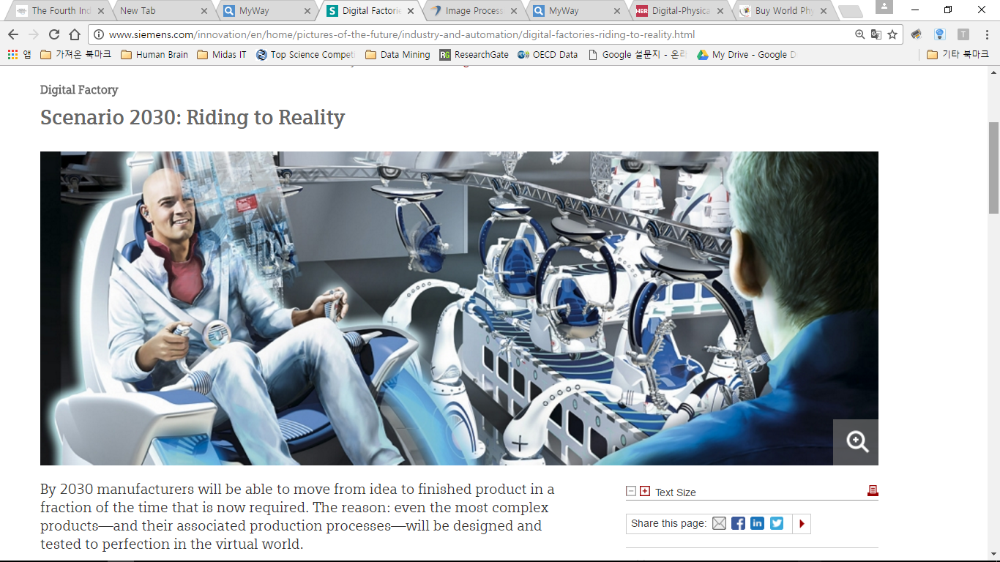 The Fourth Ind
New Tab
MyWay
Digital Factorie
Image Process
MyWay
Digital-Physica
Buy World Phy
www.siemens.com/innovation/en/home/pictures-of-the-future/industry-and-automation/digital-factories-riding-to-reality.html
앱
가져온 북마크
Human Brain
Midas IT
Top Science Competi
Data Mining
RG
ResearchGate
OECD Data
Google 설문지 - 온라
My Drive - Google D
기타 북마크
Digital Factory
Scenario 2030: Riding to Reality
By 2030 manufacturers will be able to move from idea to finished product in a
fraction of the time that is now required. The reason: even the most complex
products—and their associated production processes—will be designed and
tested to perfection in the virtual world.
Text Size
Share this page: